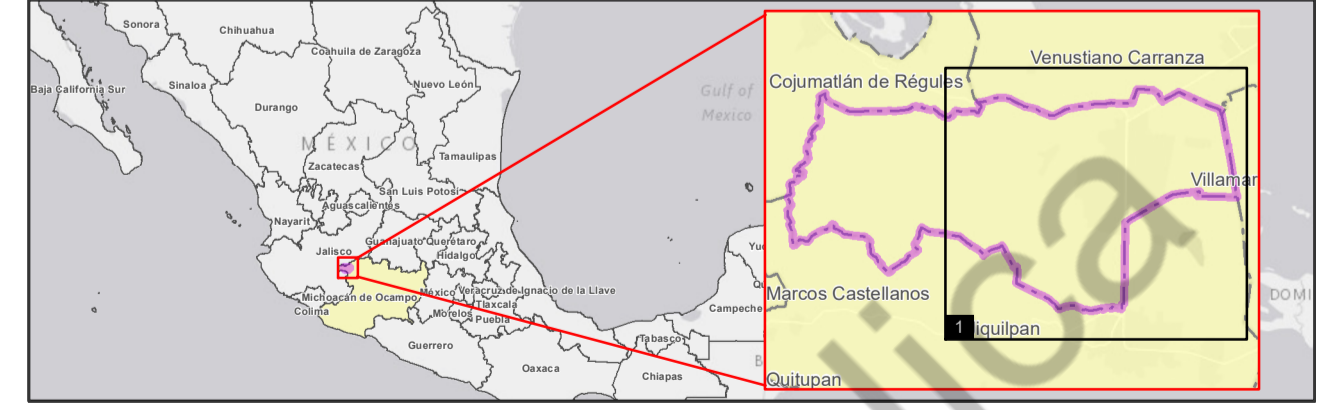 Sonora
Chihuahua
Coahuila de Zaragoza
Baja California Sur
Sinaloa
Nuevo León
Durango
Gulf of
Mexico
MÉXICO
Zacatecas
Tamaulipas
San Luis Potosí
Aguascalientes
Nayarit
Jalisco
Guanajuato
Querétaro
Hidalgo
Michoacán de Ocampo
México
Veracruz de Ignacio de la Llave
Tlaxcala
Colima
Morelos
Puebla
Guerrero
Oaxaca
Tabasco
Chiapas
Campeche
Yuc
Qu
B
Venustiano Carranza
Cojumatlán de Régules
Villamar
Marcos Castellanos
1
iquilpan
Quitupan
DOMI
ica